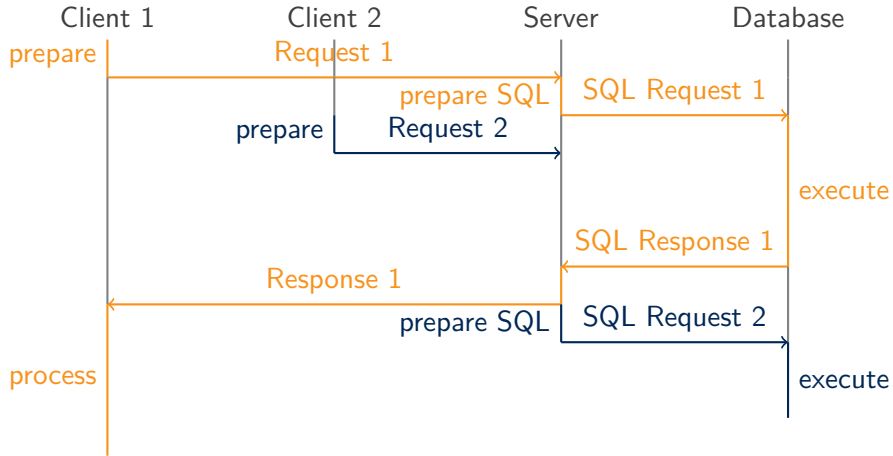 Client 1
Client 2
Server
Database
prepare
Request 1
prepare SQL
SQL Request 1
prepare
Request 2
execute
SQL Response 1
Response 1
prepare SQL
SQL Request 2
process
execute